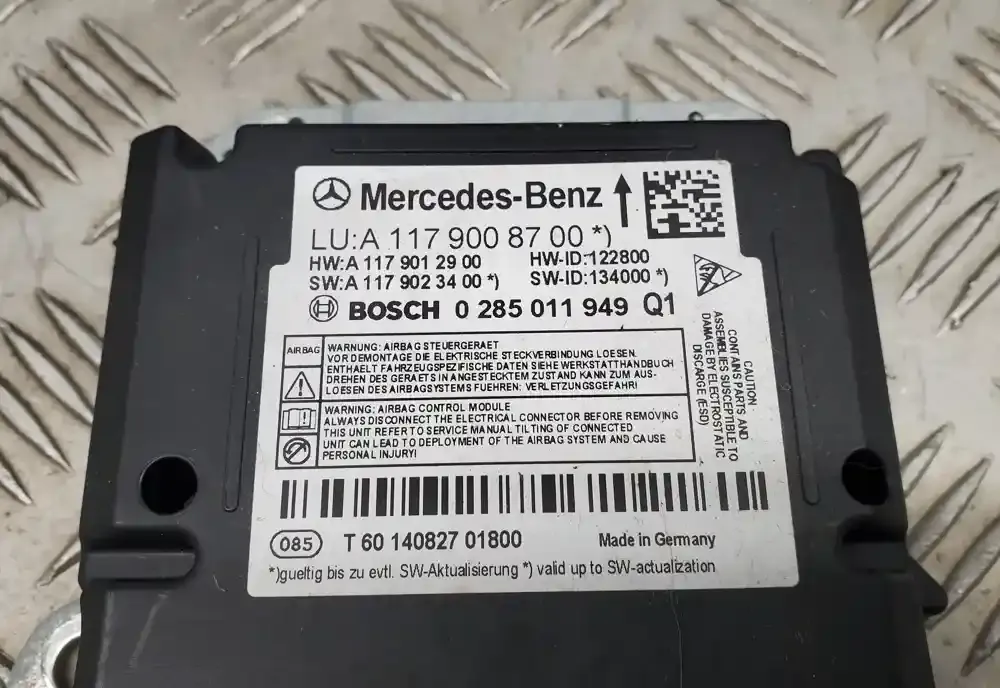 Mercedes-Benz
LU:A 117 900 87 00 *)
HW:A 117 901 29 00 HW-ID:122800
SW:A 117 902 34 00 *) SW-ID:134000 *)
BOSCH 0 285 011 949 Q1
AIRBAG
WARNUNG: AIRBAG STEUERGERAET
VOR DEMONTAGE DIE ELEKTRISCHE STECKVERBINDUNG LOESEN.
ENTHAELT FAHRZEUGSPEZIFISCHE DATEN SIEHE WERKSTATTHANDBUCH
DREHEN DES GERAETS IN ANGESTECKTEM ZUSTAND KANN ZUM AUS-
LOESEN DES AIRBAGSYSTEMS FUEHREN: VERLETZUNGSGEFAHR!
WARNING: AIRBAG CONTROL MODULE
ALWAYS DISCONNECT THE ELECTRICAL CONNECTOR BEFORE REMOVING
THIS UNIT REFER TO SERVICE MANUAL TILTING OF CONNECTED
UNIT CAN LEAD TO DEPLOYMENT OF THE AIRBAG SYSTEM AND CAUSE
PERSONAL INJURY!
CAUTION:
CONTAINS PARTS AND
ASSEMBLIES SUSCEPTIBLE TO
DAMAGE BY ELECTROSTATIC
DISCHARGE (ESD)
085 T 60 140827 01800 Made in Germany
*)gueltig bis zu evtl. SW-Aktualisierung *) valid up to SW-actualization